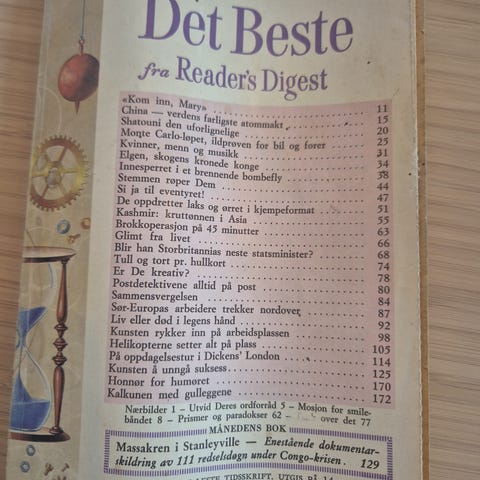 Det Beste
fra Reader's Digest
«Kom inn, Mary» 11
China — verdens farligste atommakt 15
Shatouni den uforlignelige 20
Monte Carlo-løpet, ildprøven for bil og fører 25
Kvinner, menn og musikk 31
Elgen, skogens kronede konge 34
Innesperret i et brennende bombefly 38
Stemmen røper Dem 44
Si ja til eventyret! 47
De oppdretter laks og ørret i kjempeformat 51
Kashmir: kruttønnen i Asia 55
Brokkoperasjon på 45 minutter 63
Glimt fra livet 66
Blir han Storbritannias neste statsminister? 68
Tull og tort pr. hullkort 74
Er De kreativ? 78
Postdetektivene alltid på post 80
Sammensvergelsen 84
Sør-Europas arbeidere trekker nordover 87
Liv eller død i legens hånd 92
Kunsten rykker inn på arbeidsplassen 98
Helikopterne setter alt på plass 105
På oppdagelsestur i Dickens' London 114
Kunsten å unngå suksess 125
Honnør for humøret 170
Kalkunen med gulleggene 172
Nærbilder 1 – Utvid Deres ordforråd 5 – Mosjon for smile-
båndet 8 – Prismer og paradokser 62 – over det 77
MÅNEDENS BOK
Massakren i Stanleyville — Enestående dokumentar-
skildring av 111 redselsdøgn under Congo-krisen. 129
TIDSSKRIFT, UTGIS PÅ 14